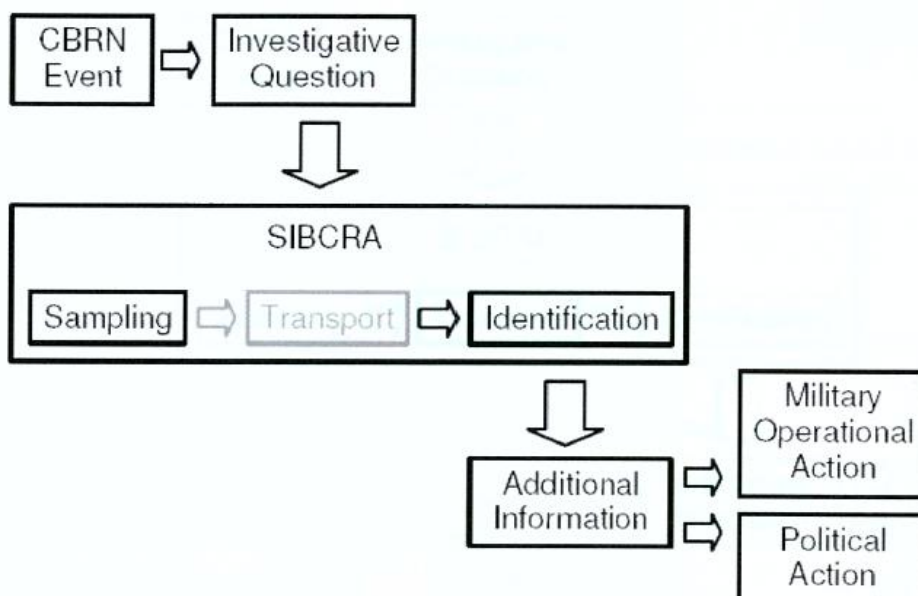 CBRN
Event
Investigative
Question
SIBCRA
Sampling
Transport
Identification
Additional
Information
Military
Operational
Action
Political
Action